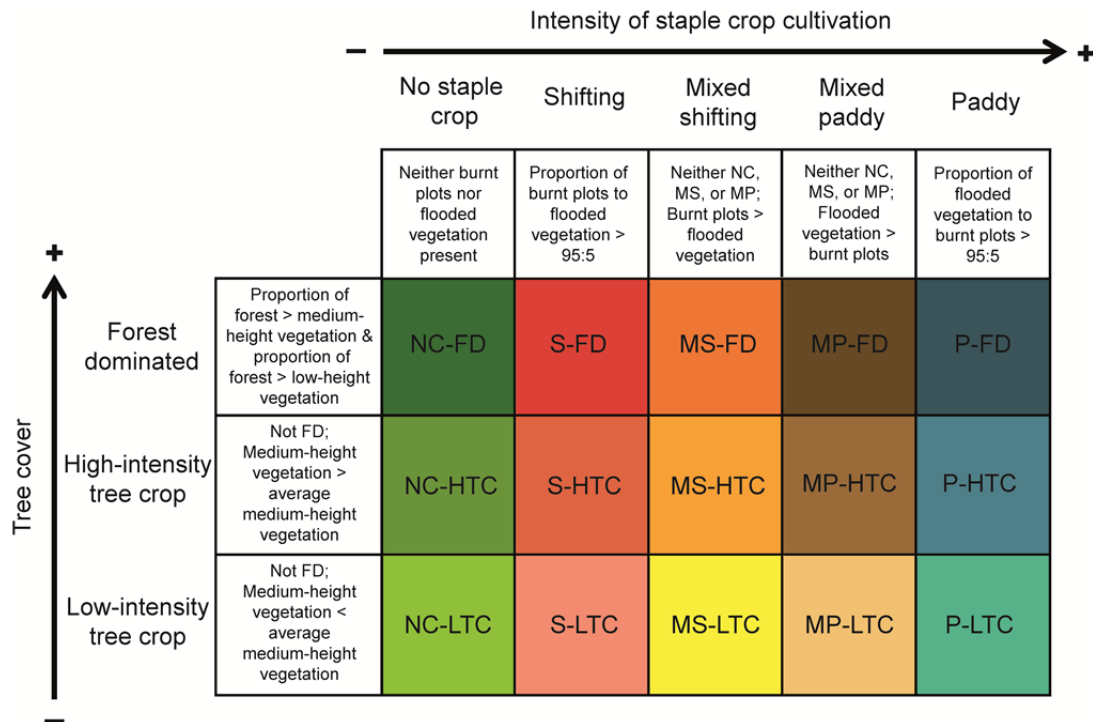 Intensity of staple crop cultivation
− +
No staple
crop
Shifting
Mixed
shifting
Mixed
paddy
Paddy
Neither burnt
plots nor
flooded
vegetation
present
Proportion of
burnt plots to
flooded
vegetation >
95:5
Neither NC,
MS, or MP;
Burnt plots >
flooded
vegetation
Neither NC,
MS, or MP;
Flooded
vegetation >
burnt plots
Proportion of
flooded
vegetation to
burnt plots >
95:5
+
Tree cover
−
Forest
dominated
Proportion of
forest > medium-
height vegetation &
proportion of
forest > low-height
vegetation
NC-FD
S-FD
MS-FD
MP-FD
P-FD
High-intensity
tree crop
Not FD;
Medium-height
vegetation >
average
medium-height
vegetation
NC-HTC
S-HTC
MS-HTC
MP-HTC
P-HTC
Low-intensity
tree crop
Not FD;
Medium-height
vegetation <
average
medium-height
vegetation
NC-LTC
S-LTC
MS-LTC
MP-LTC
P-LTC